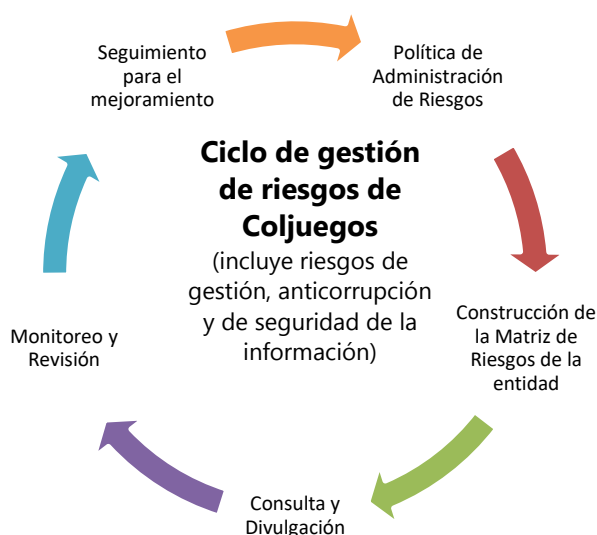 Seguimiento
para el
mejoramiento
Política de
Administración
de Riesgos
Ciclo de gestión
de riesgos de
Coljuegos
(incluye riesgos de
gestión, anticorrupción
y de seguridad de la
información)
Construcción de
la Matriz de
Riesgos de la
entidad
Monitoreo y
Revisión
Consulta y
Divulgación